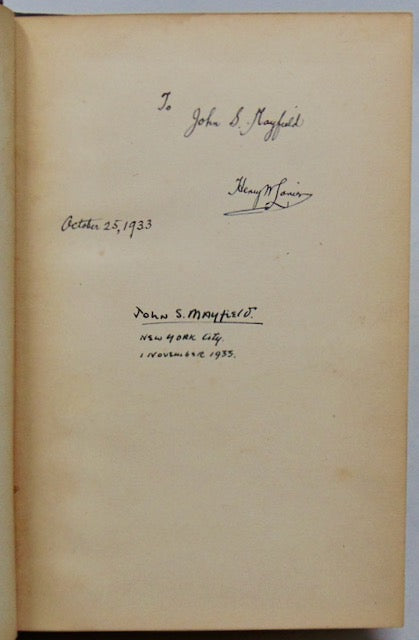 To
John S. Mayfield
Henry W. Lanier
October 25, 1933
John S. Mayfield.
New York City.
1 November 1933.